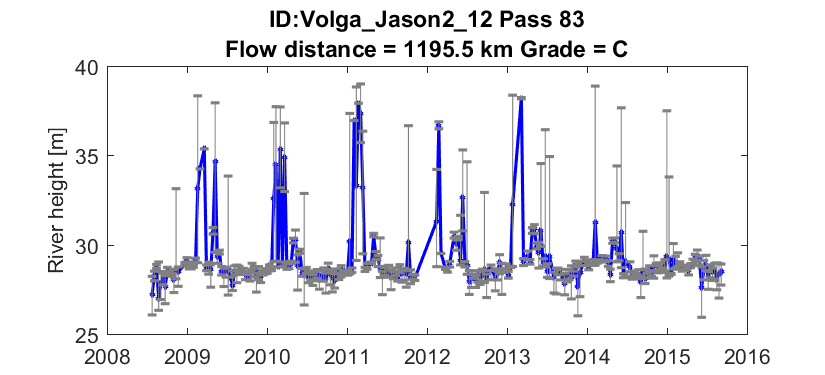 ID:Volga_Jason2_12 Pass 83
Flow distance = 1195.5 km Grade = C
River height [m]
40
35
30
25
2008 2009 2010 2011 2012 2013 2014 2015 2016